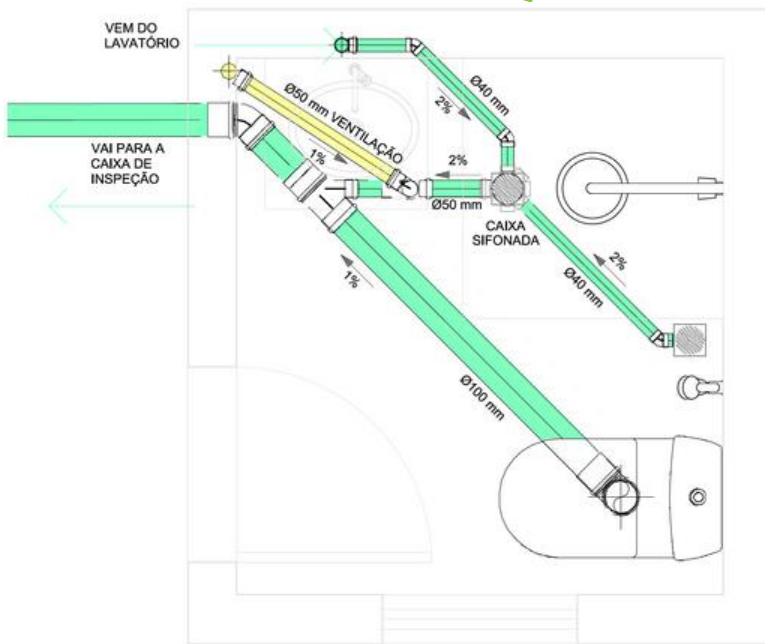 VEM DO
LAVATÓRIO
Ø40 mm
2%
Ø50 mm VENTILAÇÃO
1%
VAI PARA A
CAIXA DE
INSPEÇÃO
2%
Ø50 mm
CAIXA
SIFONADA
2%
Ø40 mm
1%
Ø100 mm